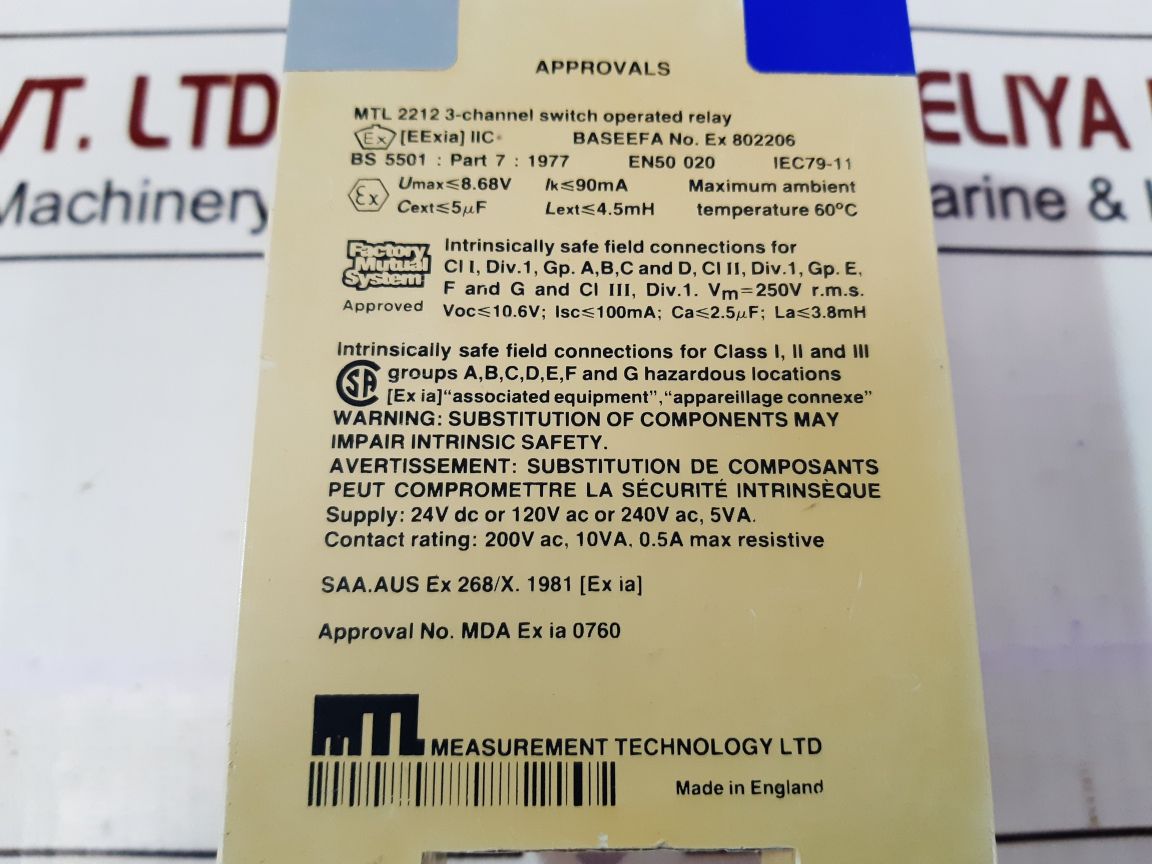 APPROVALS
MTL 2212 3-channel switch operated relay
Ex [EExia] IIC BASEEFA No. Ex 802206
BS 5501 : Part 7 : 1977 EN50 020 IEC79-11
Ex Umax≤8.68V Ik≤90mA Maximum ambient
Cext≤5μF Lext≤4.5mH temperature 60°C
Factory Mutual System
Approved
Intrinsically safe field connections for
Cl I, Div.1, Gp. A,B,C and D, Cl II, Div.1, Gp. E,
F and G and Cl III, Div.1. Vm=250V r.m.s.
Voc≤10.6V; Isc≤100mA; Ca≤2.5μF; La≤3.8mH
Intrinsically safe field connections for Class I, II and III
SA groups A,B,C,D,E,F and G hazardous locations
[Ex ia]“associated equipment”,“appareillage connexe”
WARNING: SUBSTITUTION OF COMPONENTS MAY
IMPAIR INTRINSIC SAFETY.
AVERTISSEMENT: SUBSTITUTION DE COMPOSANTS
PEUT COMPROMETTRE LA SÉCURITÉ INTRINSÈQUE
Supply: 24V dc or 120V ac or 240V ac, 5VA.
Contact rating: 200V ac, 10VA, 0.5A max resistive
SAA.AUS Ex 268/X. 1981 [Ex ia]
Approval No. MDA Ex ia 0760
MTL MEASUREMENT TECHNOLOGY LTD
Made in England
VT. LTD
Machinery
ELIYA
arine &